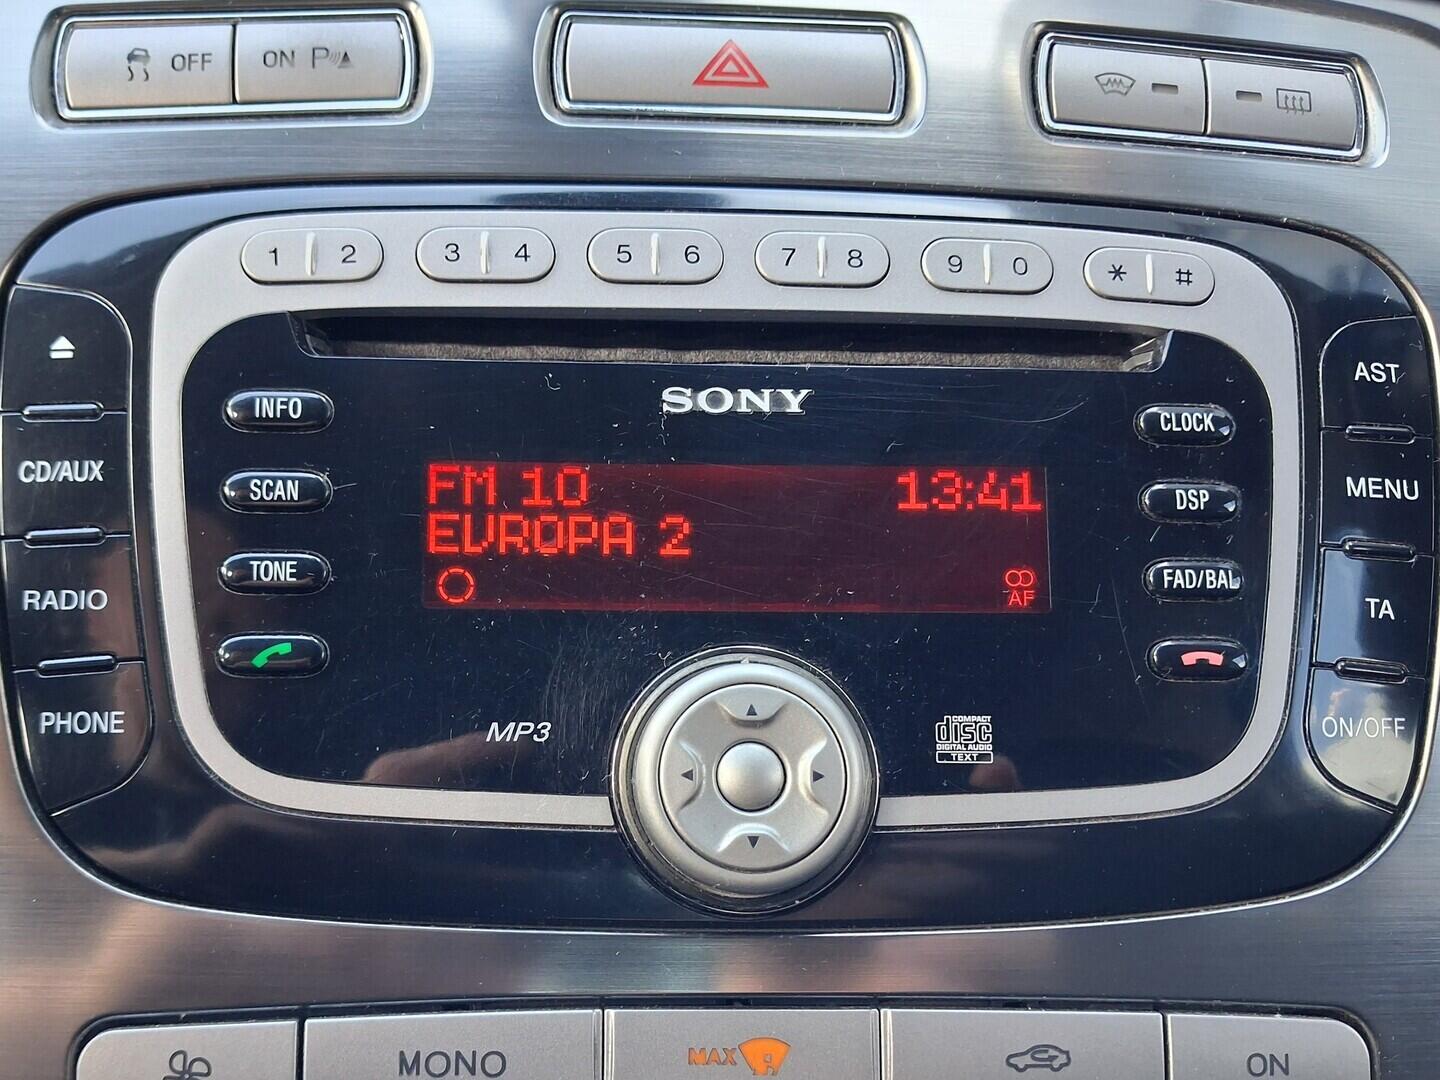 OFF ON P
1 2 3 4 5 6 7 8 9 0 * #
SONY
INFO
SCAN
TONE
CD/AUX
RADIO
PHONE
FM 10 13:41
EVROPA 2
AF
CLOCK
DSP
FAD/BAL
AST
MENU
TA
ON/OFF
MP3
COMPACT
disc
DIGITAL AUDIO
TEXT
MONO MAX ON